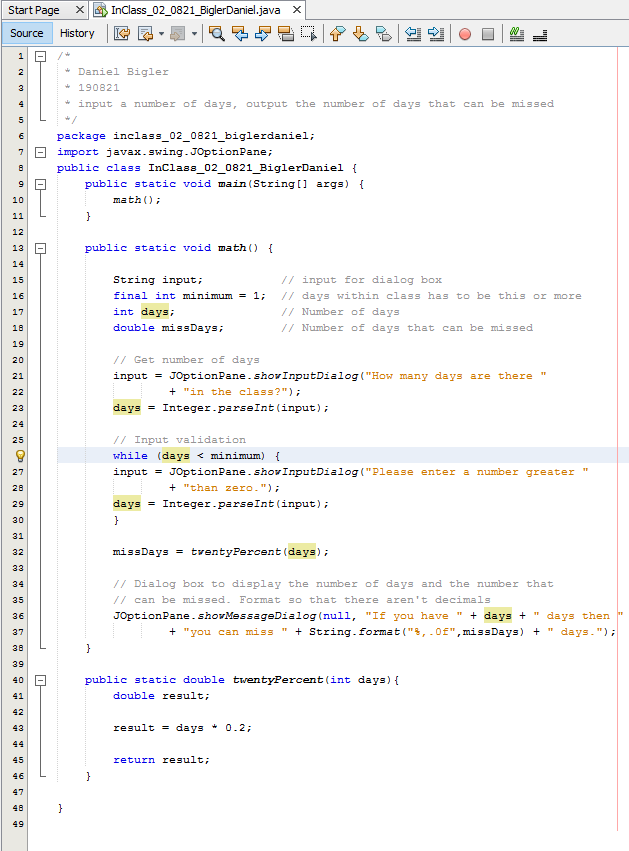 Start Page InClass_02_0821_BiglerDaniel.java
Source History
1 /*
2 * Daniel Bigler
3 * 190821
4 * input a number of days, output the number of days that can be missed
5 */
6 package inclass_02_0821_biglerdaniel;
7 import javax.swing.JOptionPane;
8 public class InClass_02_0821_BiglerDaniel {
9 public static void main(String[] args) {
10 math();
11 }
12
13 public static void math() {
14
15 String input; // input for dialog box
16 final int minimum = 1; // days within class has to be this or more
17 int days; // Number of days
18 double missDays; // Number of days that can be missed
19
20 // Get number of days
21 input = JOptionPane.showInputDialog("How many days are there "
22 + "in the class?");
23 days = Integer.parseInt(input);
24
25 // Input validation
while (days < minimum) {
27 input = JOptionPane.showInputDialog("Please enter a number greater "
28 + "than zero.");
29 days = Integer.parseInt(input);
30 }
31
32 missDays = twentyPercent(days);
33
34 // Dialog box to display the number of days and the number that
35 // can be missed. Format so that there aren't decimals
36 JOptionPane.showMessageDialog(null, "If you have " + days + " days then "
37 + "you can miss " + String.format("%,.0f",missDays) + " days.");
38 }
39
40 public static double twentyPercent(int days){
41 double result;
42
43 result = days * 0.2;
44
45 return result;
46 }
47
48 }
49